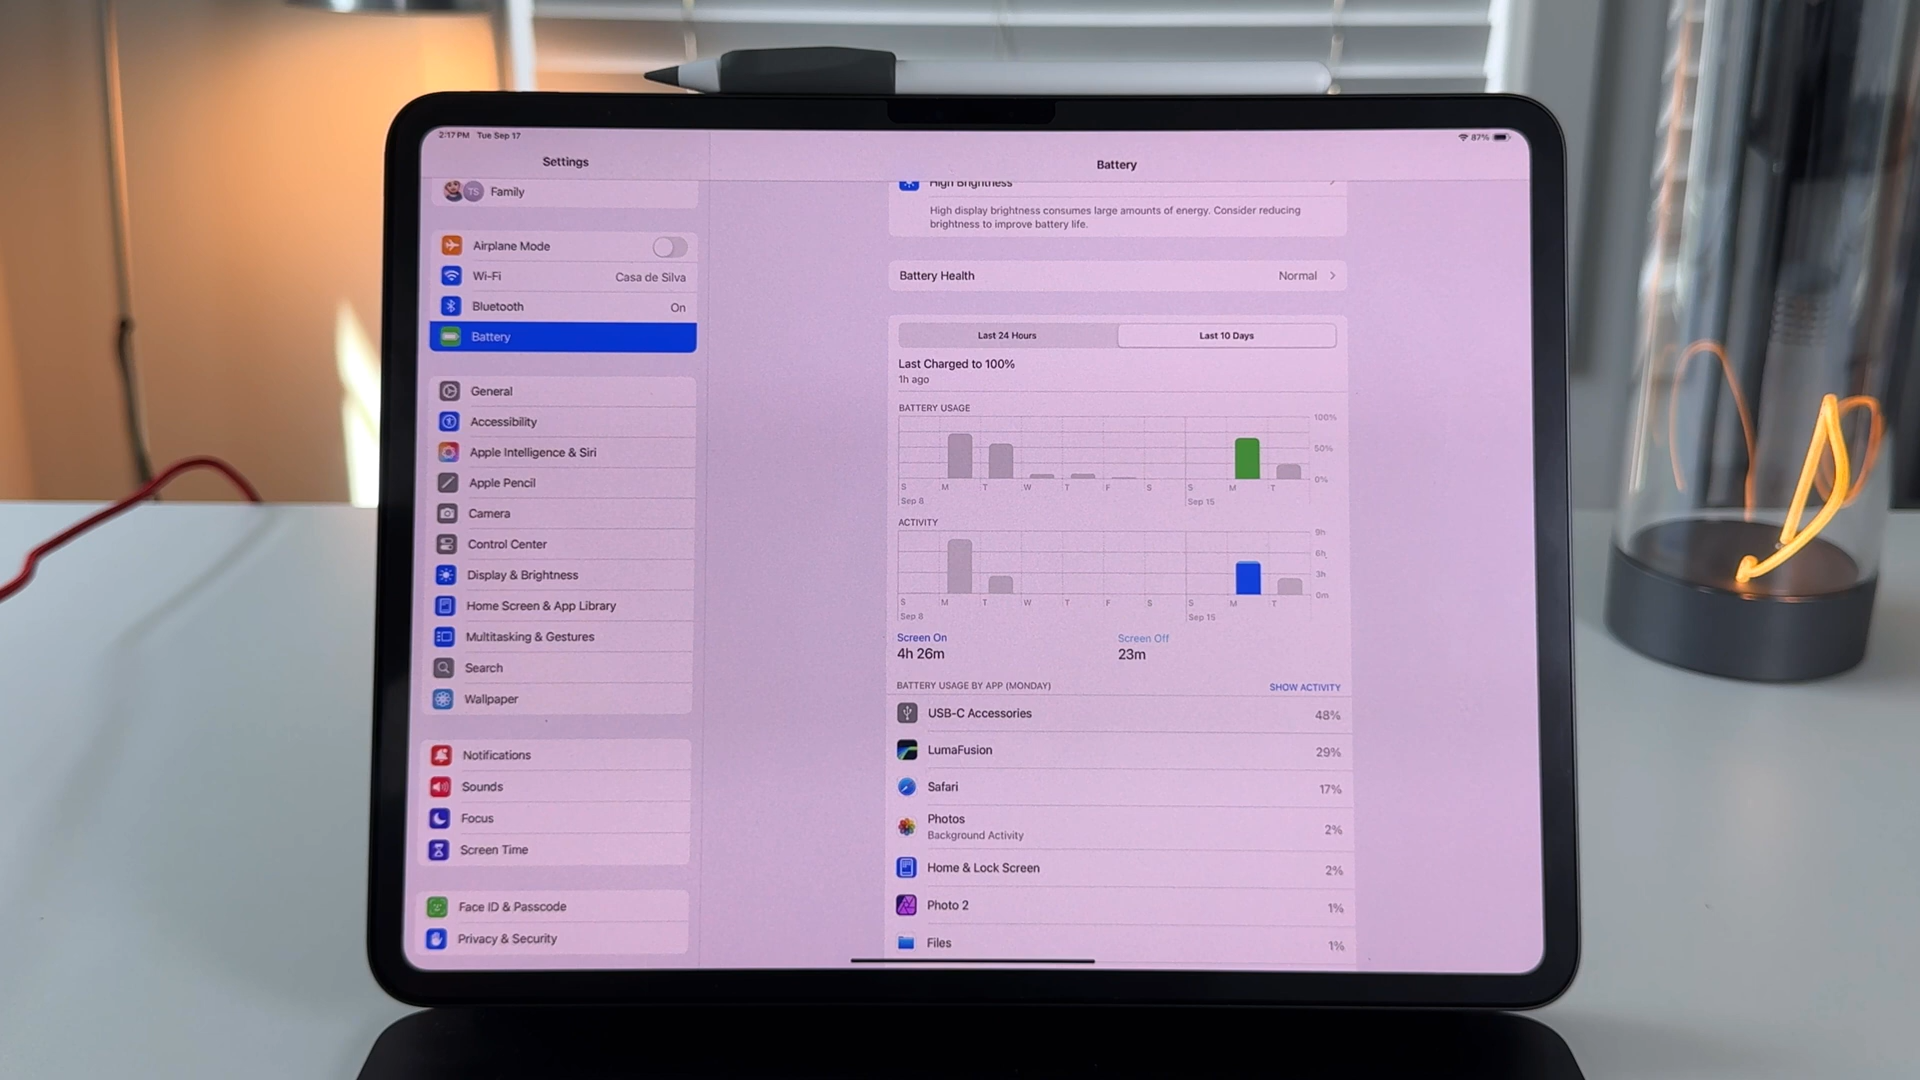 2:17 PM Tue Sep 17
87%
Settings
TS Family
Airplane Mode
Wi-Fi Casa de Silva
Bluetooth On
Battery
General
Accessibility
Apple Intelligence & Siri
Apple Pencil
Camera
Control Center
Display & Brightness
Home Screen & App Library
Multitasking & Gestures
Search
Wallpaper
Notifications
Sounds
Focus
Screen Time
Face ID & Passcode
Privacy & Security
Battery
High Brightness
High display brightness consumes large amounts of energy. Consider reducing
brightness to improve battery life.
Battery Health Normal
Last 24 Hours Last 10 Days
Last Charged to 100%
1h ago
BATTERY USAGE
100%
50%
0%
S M T W T F S S M T
Sep 8 Sep 15
ACTIVITY
9h
6h
3h
0m
S M T W T F S S M T
Sep 8 Sep 15
Screen On Screen Off
4h 26m 23m
BATTERY USAGE BY APP (MONDAY) SHOW ACTIVITY
USB-C Accessories 48%
LumaFusion 29%
Safari 17%
Photos 2%
Background Activity
Home & Lock Screen 2%
Photo 2 1%
Files 1%